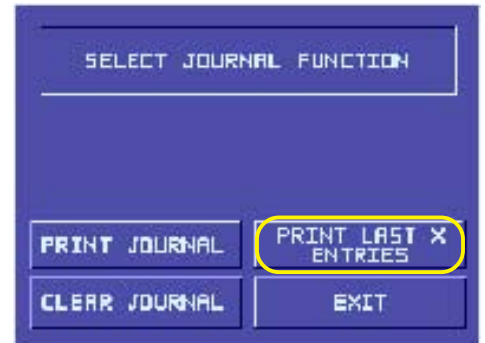 SELECT JOURNAL FUNCTION
PRINT JOURNAL
PRINT LAST X
ENTRIES
CLEAR JOURNAL
EXIT